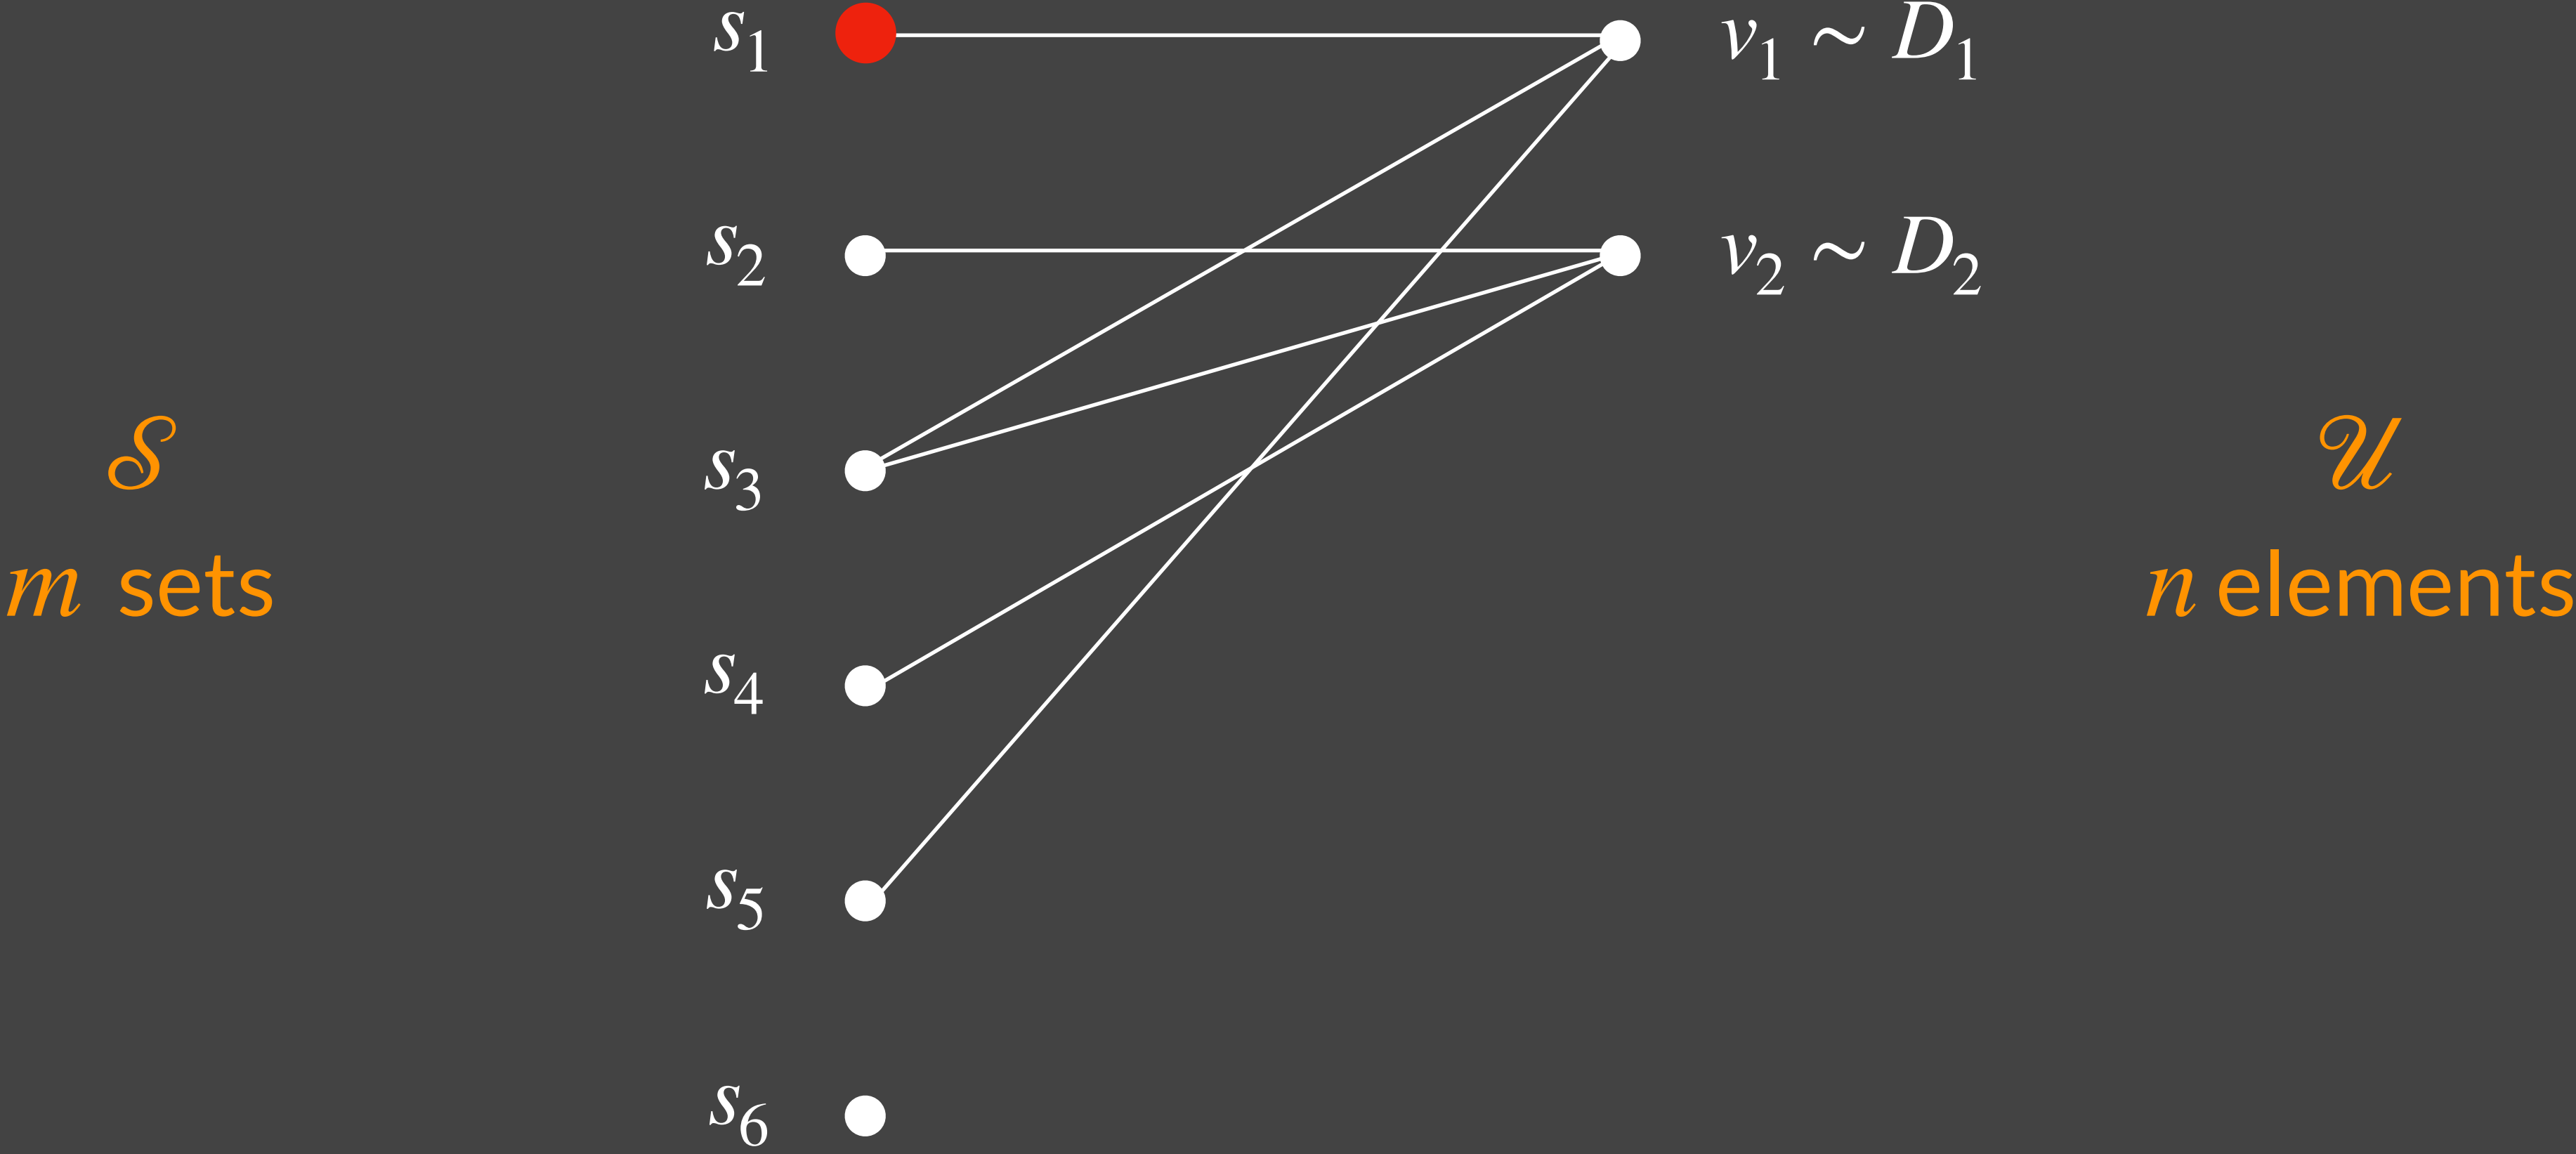 s₁
v₁ ~ D₁
s₂
v₂ ~ D₂
𝒮
𝒰
s₃
m sets
n elements
s₄
s₅
s₆